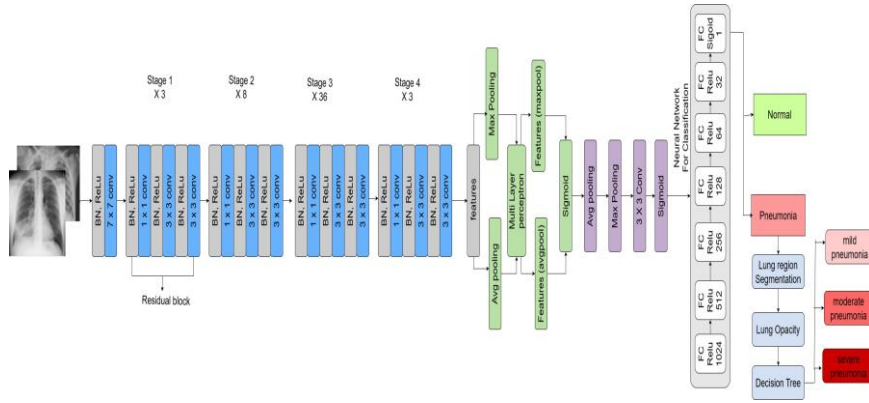 Stage 1
X 3
Stage 2
X 8
Stage 3
X 36
Stage 4
X 3
BN, ReLu
7 x 7 conv
BN, ReLu
1 x 1 conv
BN, ReLu
3 x 3 conv
BN, ReLu
3 x 3 conv
Residual block
BN, ReLu
1 x 1 conv
BN, ReLu
3 x 3 conv
BN, ReLu
3 x 3 conv
BN, ReLu
1 x 1 conv
BN, ReLu
3 x 3 conv
BN, ReLu
3 x 3 conv
BN, ReLu
1 x 1 conv
BN, ReLu
3 x 3 conv
BN, ReLu
3 x 3 conv
features
Max Pooling
Avg pooling
Multi Layer
perceptron
Features (maxpool)
Features (avgpool)
Sigmoid
Avg pooling
Max Pooling
3 X 3 Conv
Sigmoid
Neural Network
For Classification
FC
Sigoid
1
FC
Relu
32
FC
Relu
64
FC
Relu
128
FC
Relu
256
FC
Relu
512
FC
Relu
1024
Normal
Pneumonia
Lung region
Segmentation
Lung Opacity
Decision Tree
mild
pneumonia
moderate
pneumonia
severe
pneumonia